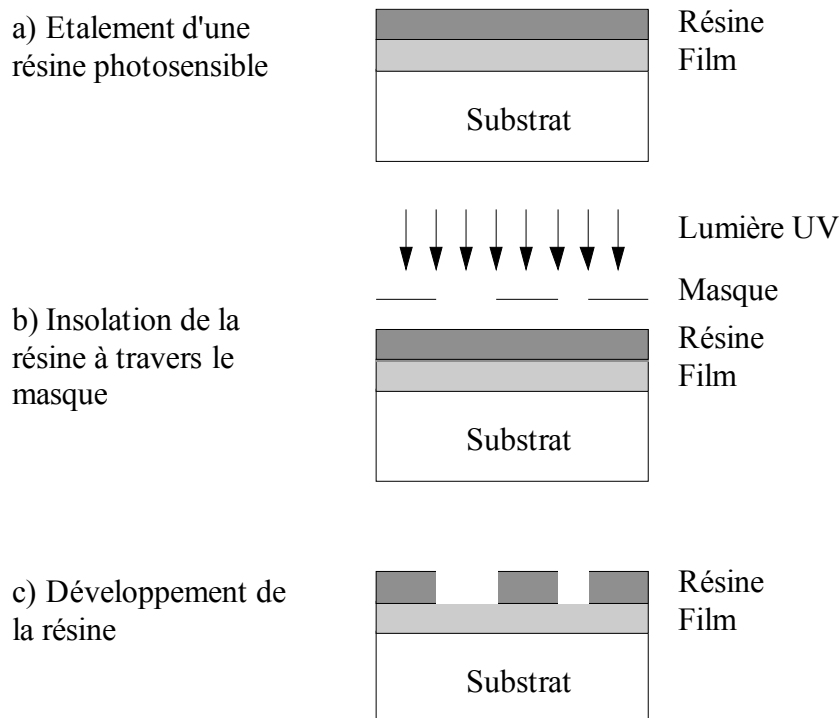 a) Etalement d'une
résine photosensible
Résine
Film
Substrat
Lumière UV
Masque
b) Insolation de la
résine à travers le
masque
Résine
Film
Substrat
c) Développement de
la résine
Résine
Film
Substrat